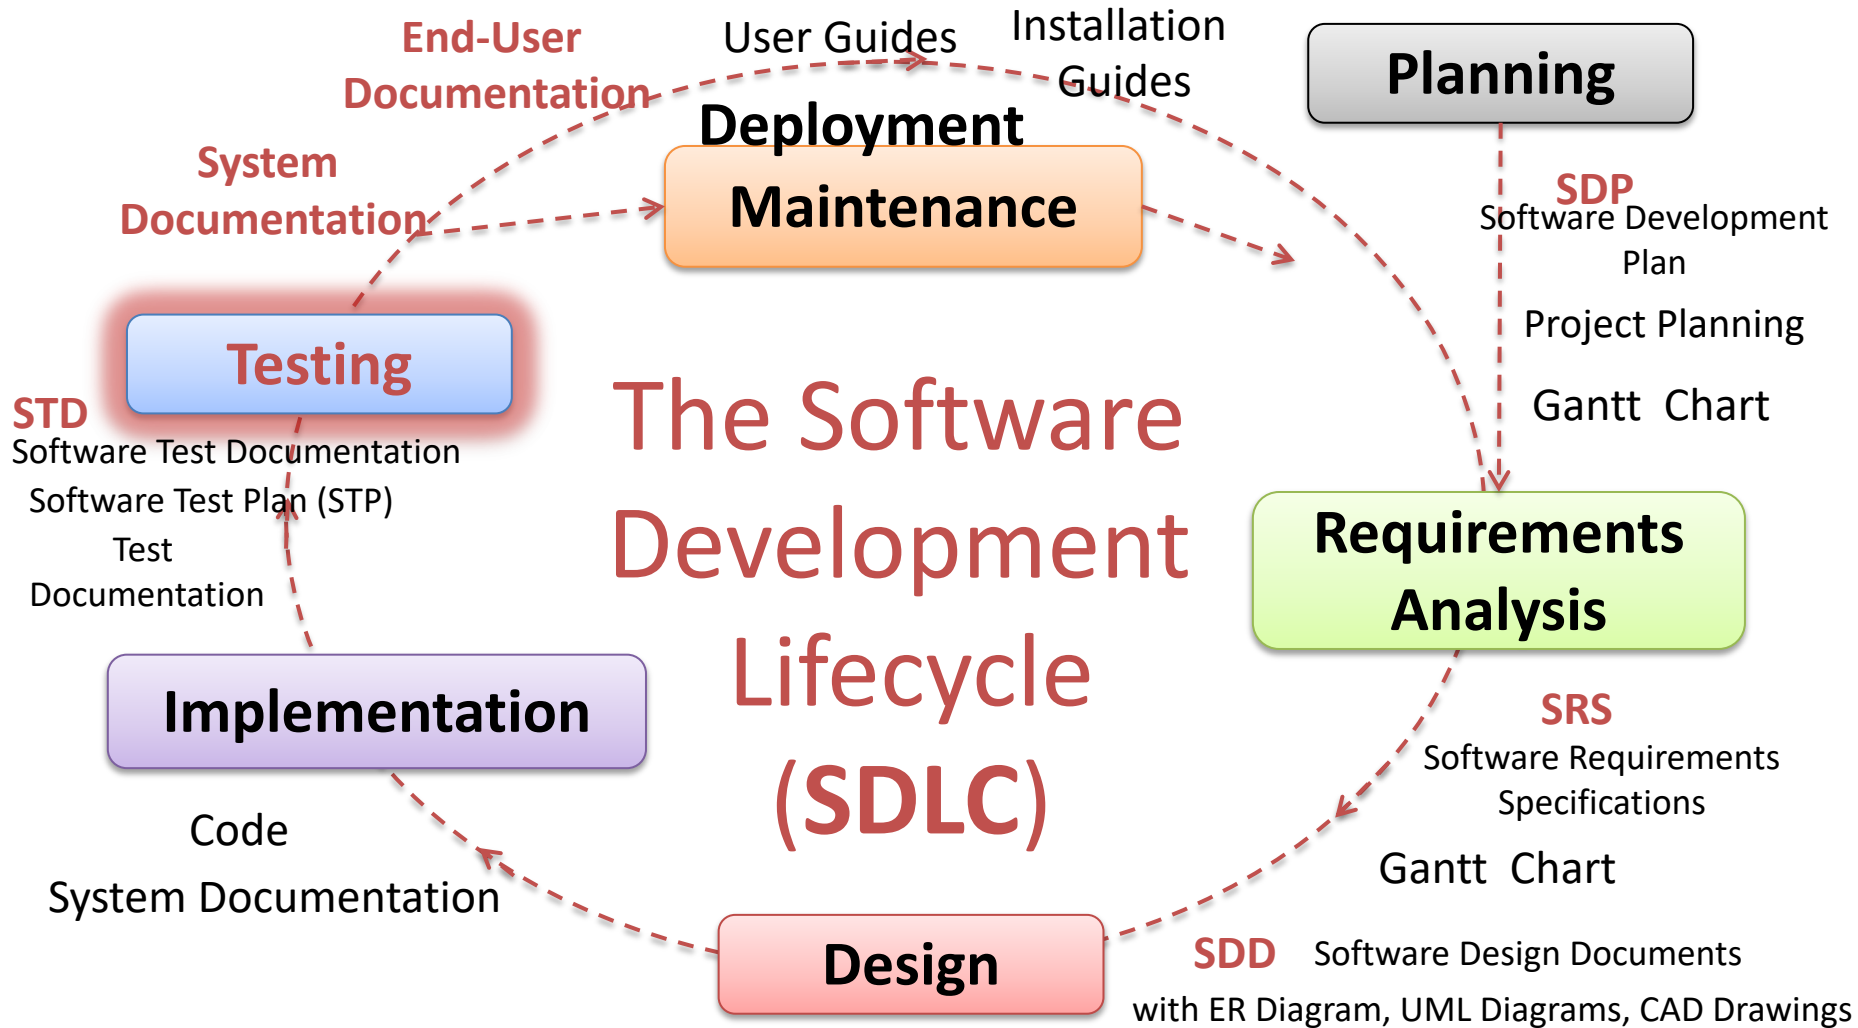 End-User
Documentation
User Guides
Installation
Guides
Planning
Deployment
Maintenance
System
Documentation
SDP
Software Development
Plan
Project Planning
Gantt  Chart
Testing
STD
Software Test Documentation
Software Test Plan (STP)
Test
Documentation
The Software
Development
Lifecycle
(SDLC)
Requirements
Analysis
Implementation
SRS
Software Requirements
Specifications
Gantt  Chart
Code
System Documentation
Design
SDD Software Design Documents
with ER Diagram, UML Diagrams, CAD Drawings